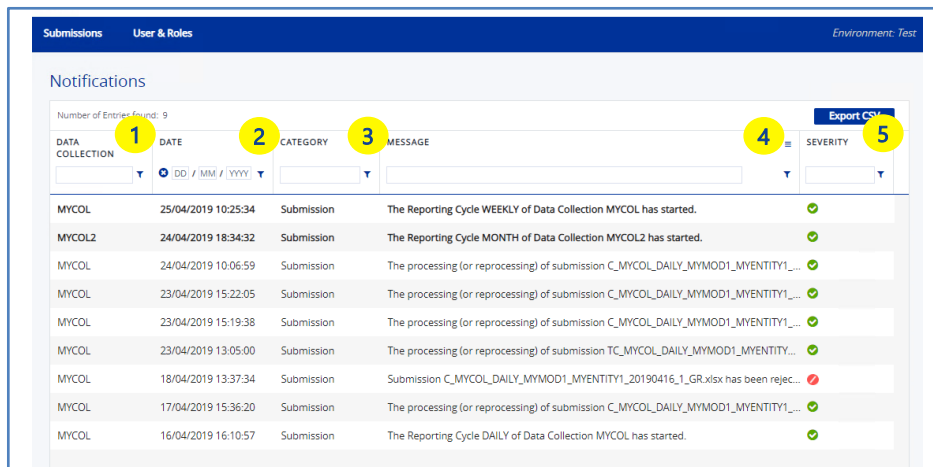 Submissions User & Roles Environment: Test
Notifications
Number of Entries found: 9 Export CSV
1 2 3 4 5
DATA COLLECTION DATE CATEGORY MESSAGE SEVERITY
DD / MM / YYYY
MYCOL 25/04/2019 10:25:34 Submission The Reporting Cycle WEEKLY of Data Collection MYCOL has started.
MYCOL2 24/04/2019 18:34:32 Submission The Reporting Cycle MONTH of Data Collection MYCOL2 has started.
MYCOL 24/04/2019 10:06:59 Submission The processing (or reprocessing) of submission C_MYCOL_DAILY_MYMOD1_MYENTITY1_...
MYCOL 23/04/2019 15:22:05 Submission The processing (or reprocessing) of submission C_MYCOL_DAILY_MYMOD1_MYENTITY1_...
MYCOL 23/04/2019 15:19:38 Submission The processing (or reprocessing) of submission C_MYCOL_DAILY_MYMOD1_MYENTITY1_...
MYCOL 23/04/2019 13:05:00 Submission The processing (or reprocessing) of submission TC_MYCOL_DAILY_MYMOD1_MYENTITY...
MYCOL 18/04/2019 13:37:34 Submission Submission C_MYCOL_DAILY_MYMOD1_MYENTITY1_20190416_1_GR.xlsx has been rejec...
MYCOL 17/04/2019 15:36:20 Submission The processing (or reprocessing) of submission C_MYCOL_DAILY_MYMOD1_MYENTITY1_...
MYCOL 16/04/2019 16:10:57 Submission The Reporting Cycle DAILY of Data Collection MYCOL has started.